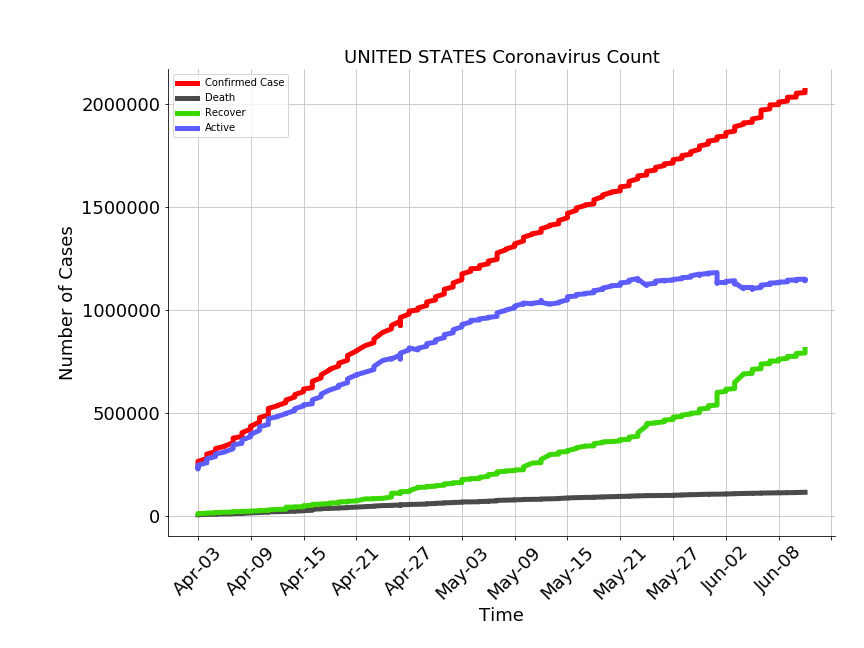 UNITED STATES Coronavirus Count
Confirmed Case
Death
Recover
Active
2000000
1500000
1000000
500000
0
Number of Cases
Apr-03
Apr-09
Apr-15
Apr-21
Apr-27
May-03
May-09
May-15
May-21
May-27
Jun-02
Jun-08
Time